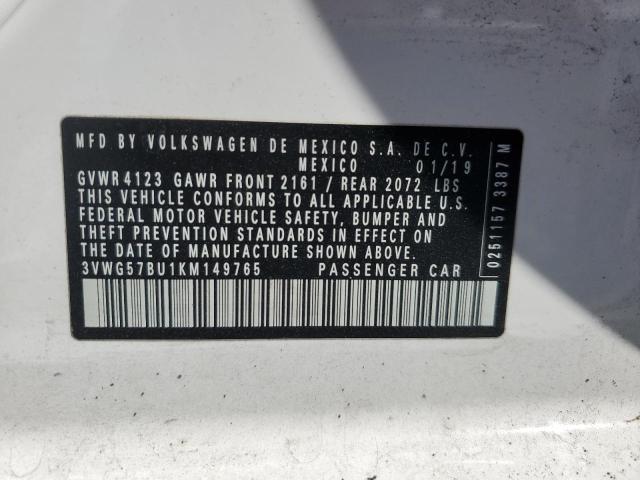 MFD BY VOLKSWAGEN DE MEXICO S.A. DE C.V.
MEXICO 01/19
GVWR 4123 GAWR FRONT 2161 / REAR 2072 LBS
THIS VEHICLE CONFORMS TO ALL APPLICABLE U.S.
FEDERAL MOTOR VEHICLE SAFETY, BUMPER AND
THEFT PREVENTION STANDARDS IN EFFECT ON
THE DATE OF MANUFACTURE SHOWN ABOVE.
3VWG57BU1KM149765 PASSENGER CAR
0251157 3387 M